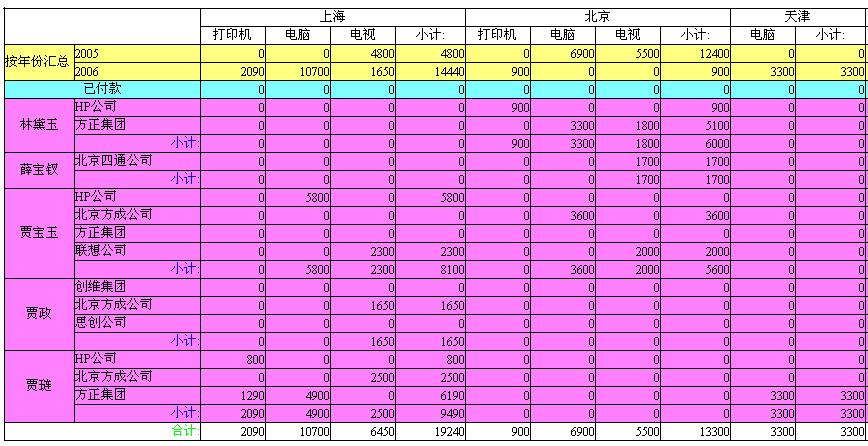 上海 北京 天津
打印机 电脑 电视 小计: 打印机 电脑 电视 小计: 电脑 小计:
按年份汇总 2005 0 0 4800 4800 0 6900 5500 12400 0 0
2006 2090 10700 1650 14440 900 0 0 900 3300 3300
已付款 0 0 0 0 0 0 0 0 0 0
林黛玉 HP公司 0 0 0 0 900 0 0 900 0 0
方正集团 0 0 0 0 0 3300 1800 5100 0 0
小计: 0 0 0 0 900 3300 1800 6000 0 0
薛宝钗 北京四通公司 0 0 0 0 0 0 1700 1700 0 0
小计: 0 0 0 0 0 0 1700 1700 0 0
贾宝玉 HP公司 0 5800 0 5800 0 0 0 0 0 0
北京方成公司 0 0 0 0 0 3600 0 3600 0 0
方正集团 0 0 0 0 0 0 0 0 0 0
联想公司 0 0 2300 2300 0 0 2000 2000 0 0
小计: 0 5800 2300 8100 0 3600 2000 5600 0 0
贾政 创维集团 0 0 0 0 0 0 0 0 0 0
北京方成公司 0 0 1650 1650 0 0 0 0 0 0
思创公司 0 0 0 0 0 0 0 0 0 0
小计: 0 0 1650 1650 0 0 0 0 0 0
贾琏 HP公司 800 0 0 800 0 0 0 0 0 0
北京方成公司 0 0 2500 2500 0 0 0 0 0 0
方正集团 1290 4900 0 6190 0 0 0 0 3300 3300
小计: 2090 4900 2500 9490 0 0 0 0 3300 3300
合计: 2090 10700 6450 19240 900 6900 5500 13300 3300 3300